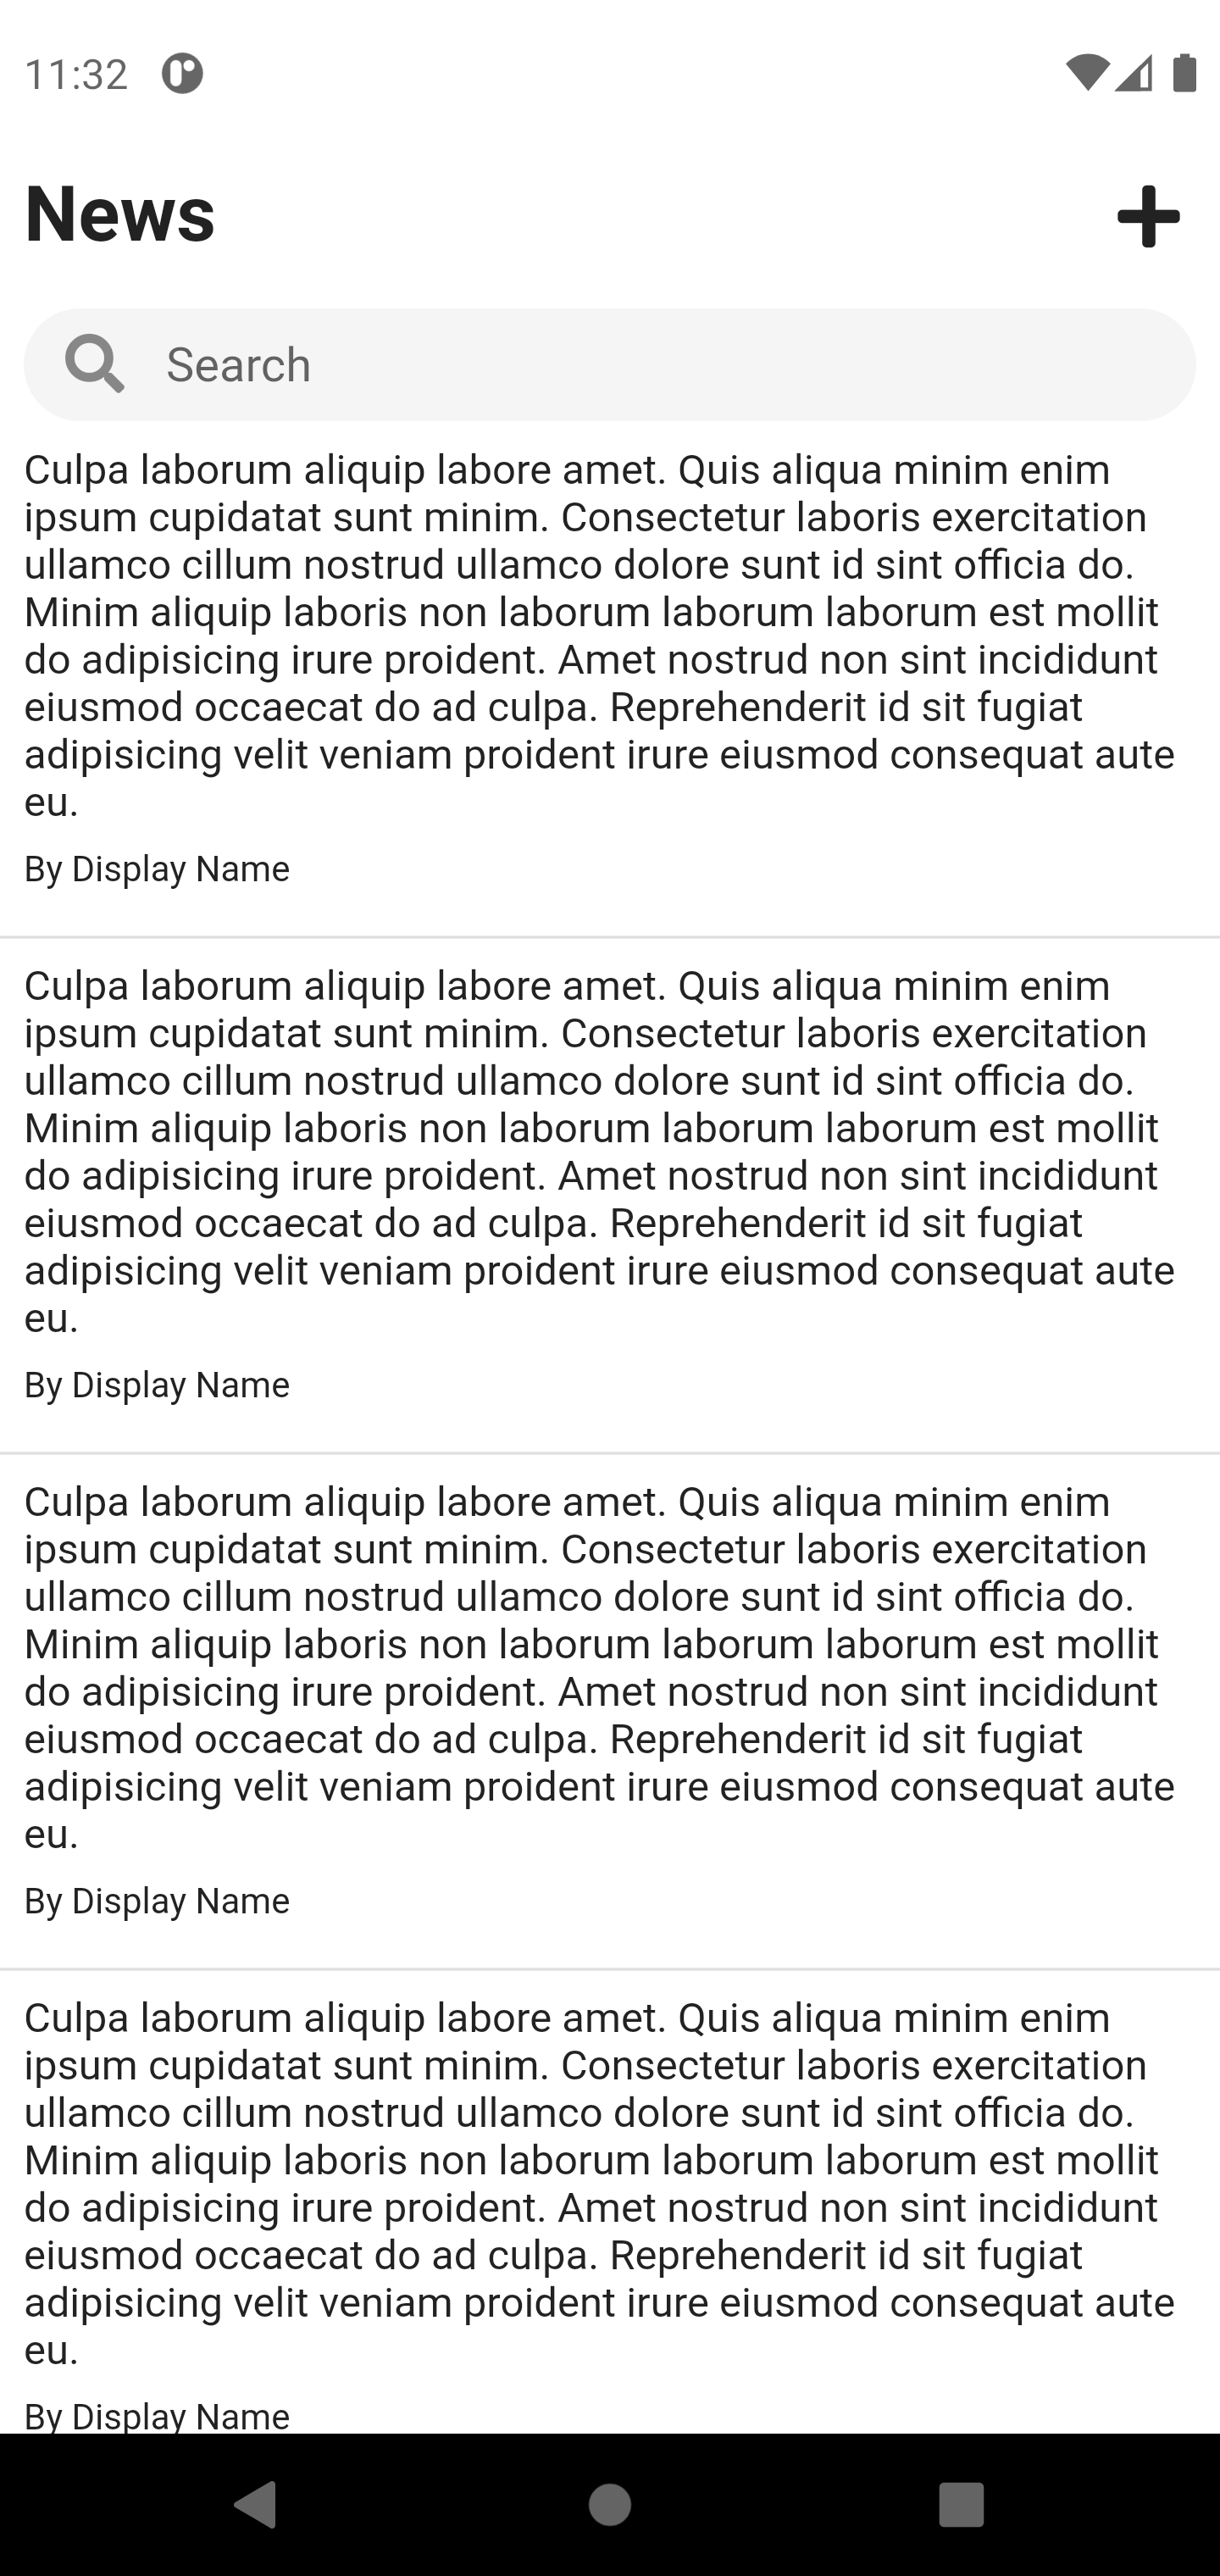 11:32
News
Search
Culpa laborum aliquip labore amet. Quis aliqua minim enim
ipsum cupidatat sunt minim. Consectetur laboris exercitation
ullamco cillum nostrud ullamco dolore sunt id sint officia do.
Minim aliquip laboris non laborum laborum laborum est mollit
do adipisicing irure proident. Amet nostrud non sint incididunt
eiusmod occaecat do ad culpa. Reprehenderit id sit fugiat
adipisicing velit veniam proident irure eiusmod consequat aute
eu.
By Display Name
Culpa laborum aliquip labore amet. Quis aliqua minim enim
ipsum cupidatat sunt minim. Consectetur laboris exercitation
ullamco cillum nostrud ullamco dolore sunt id sint officia do.
Minim aliquip laboris non laborum laborum laborum est mollit
do adipisicing irure proident. Amet nostrud non sint incididunt
eiusmod occaecat do ad culpa. Reprehenderit id sit fugiat
adipisicing velit veniam proident irure eiusmod consequat aute
eu.
By Display Name
Culpa laborum aliquip labore amet. Quis aliqua minim enim
ipsum cupidatat sunt minim. Consectetur laboris exercitation
ullamco cillum nostrud ullamco dolore sunt id sint officia do.
Minim aliquip laboris non laborum laborum laborum est mollit
do adipisicing irure proident. Amet nostrud non sint incididunt
eiusmod occaecat do ad culpa. Reprehenderit id sit fugiat
adipisicing velit veniam proident irure eiusmod consequat aute
eu.
By Display Name
Culpa laborum aliquip labore amet. Quis aliqua minim enim
ipsum cupidatat sunt minim. Consectetur laboris exercitation
ullamco cillum nostrud ullamco dolore sunt id sint officia do.
Minim aliquip laboris non laborum laborum laborum est mollit
do adipisicing irure proident. Amet nostrud non sint incididunt
eiusmod occaecat do ad culpa. Reprehenderit id sit fugiat
adipisicing velit veniam proident irure eiusmod consequat aute
eu.
By Display Name